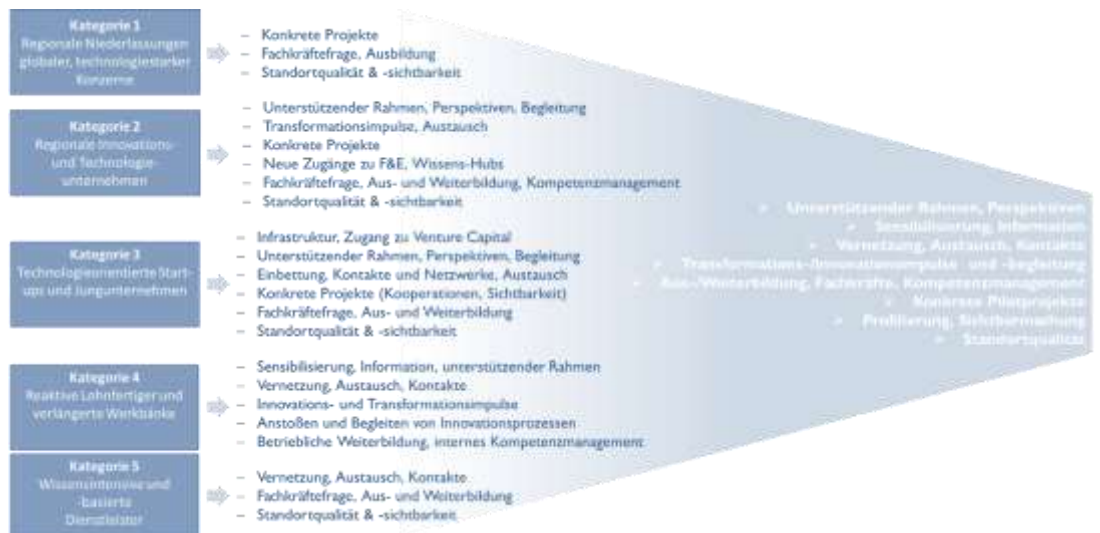 Kategorie 1
Regionale Niederlassungen
globaler, technologiestarker
Konzerne
– Konkrete Projekte
– Fachkräftefrage, Ausbildung
– Standortqualität & -sichtbarkeit
Kategorie 2
Regionale Innovations-
und Technologie-
unternehmen
– Unterstützender Rahmen, Perspektiven, Begleitung
– Transformationsimpulse, Austausch
– Konkrete Projekte
– Neue Zugänge zu F&E, Wissens-Hubs
– Fachkräftefrage, Aus- und Weiterbildung, Kompetenzmanagement
– Standortqualität & -sichtbarkeit
Kategorie 3
Technologieorientierte Start-
ups und Jungunternehmen
– Infrastruktur, Zugang zu Venture Capital
– Unterstützender Rahmen, Perspektiven, Begleitung
– Einbettung, Kontakte und Netzwerke, Austausch
– Konkrete Projekte (Kooperationen, Sichtbarkeit)
– Fachkräftefrage, Aus- und Weiterbildung
– Standortqualität & -sichtbarkeit
Kategorie 4
Reaktive Lohnfertiger und
verlängerte Werkbänke
– Sensibilisierung, Information, unterstützender Rahmen
– Vernetzung, Austausch, Kontakte
– Innovations- und Transformationsimpulse
– Anstoßen und Begleiten von Innovationsprozessen
– Betriebliche Weiterbildung, internes Kompetenzmanagement
Kategorie 5
Wissensintensive und
-basierte
Dienstleister
– Vernetzung, Austausch, Kontakte
– Fachkräftefrage, Aus- und Weiterbildung
– Standortqualität & -sichtbarkeit
➢ Unterstützender Rahmen, Perspektiven
➢ Sensibilisierung, Information
➢ Vernetzung, Austausch, Kontakte
➢ Transformations-/Innovationsimpulse und -begleitung
➢ Aus-/Weiterbildung, Fachkräfte, Kompetenzmanagement
➢ Konkrete Pilotprojekte
➢ Profilierung, Sichtbarmachung
➢ Standortqualität